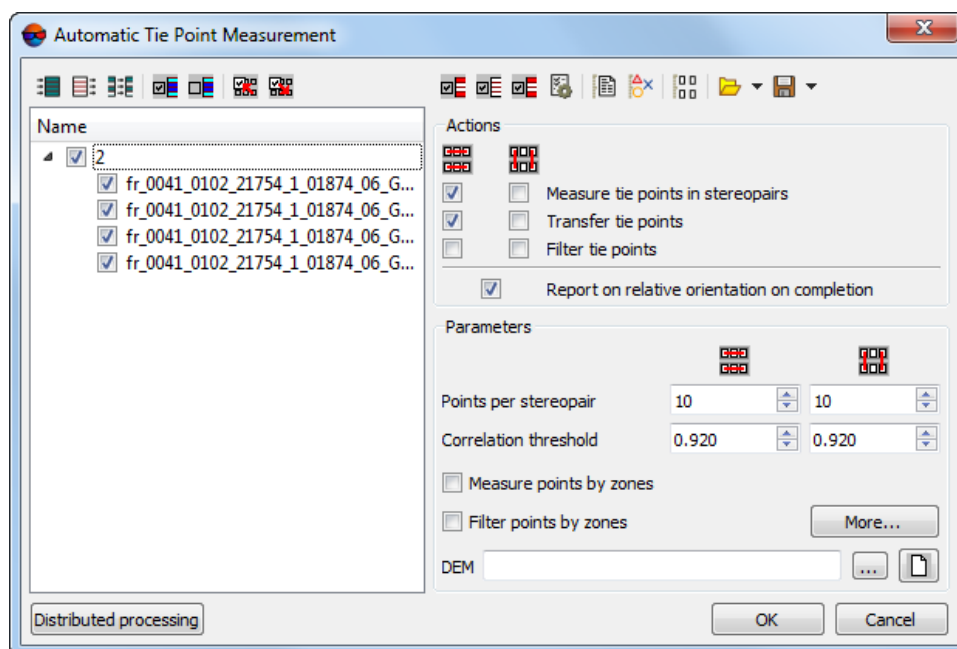 Automatic Tie Point Measurement
Name
2
fr_0041_0102_21754_1_01874_06_G...
fr_0041_0102_21754_1_01874_06_G...
fr_0041_0102_21754_1_01874_06_G...
fr_0041_0102_21754_1_01874_06_G...
Actions
Measure tie points in stereopairs
Transfer tie points
Filter tie points
Report on relative orientation on completion
Parameters
Points per stereopair 10 10
Correlation threshold 0.920 0.920
Measure points by zones
Filter points by zones More...
DEM ...
Distributed processing OK Cancel